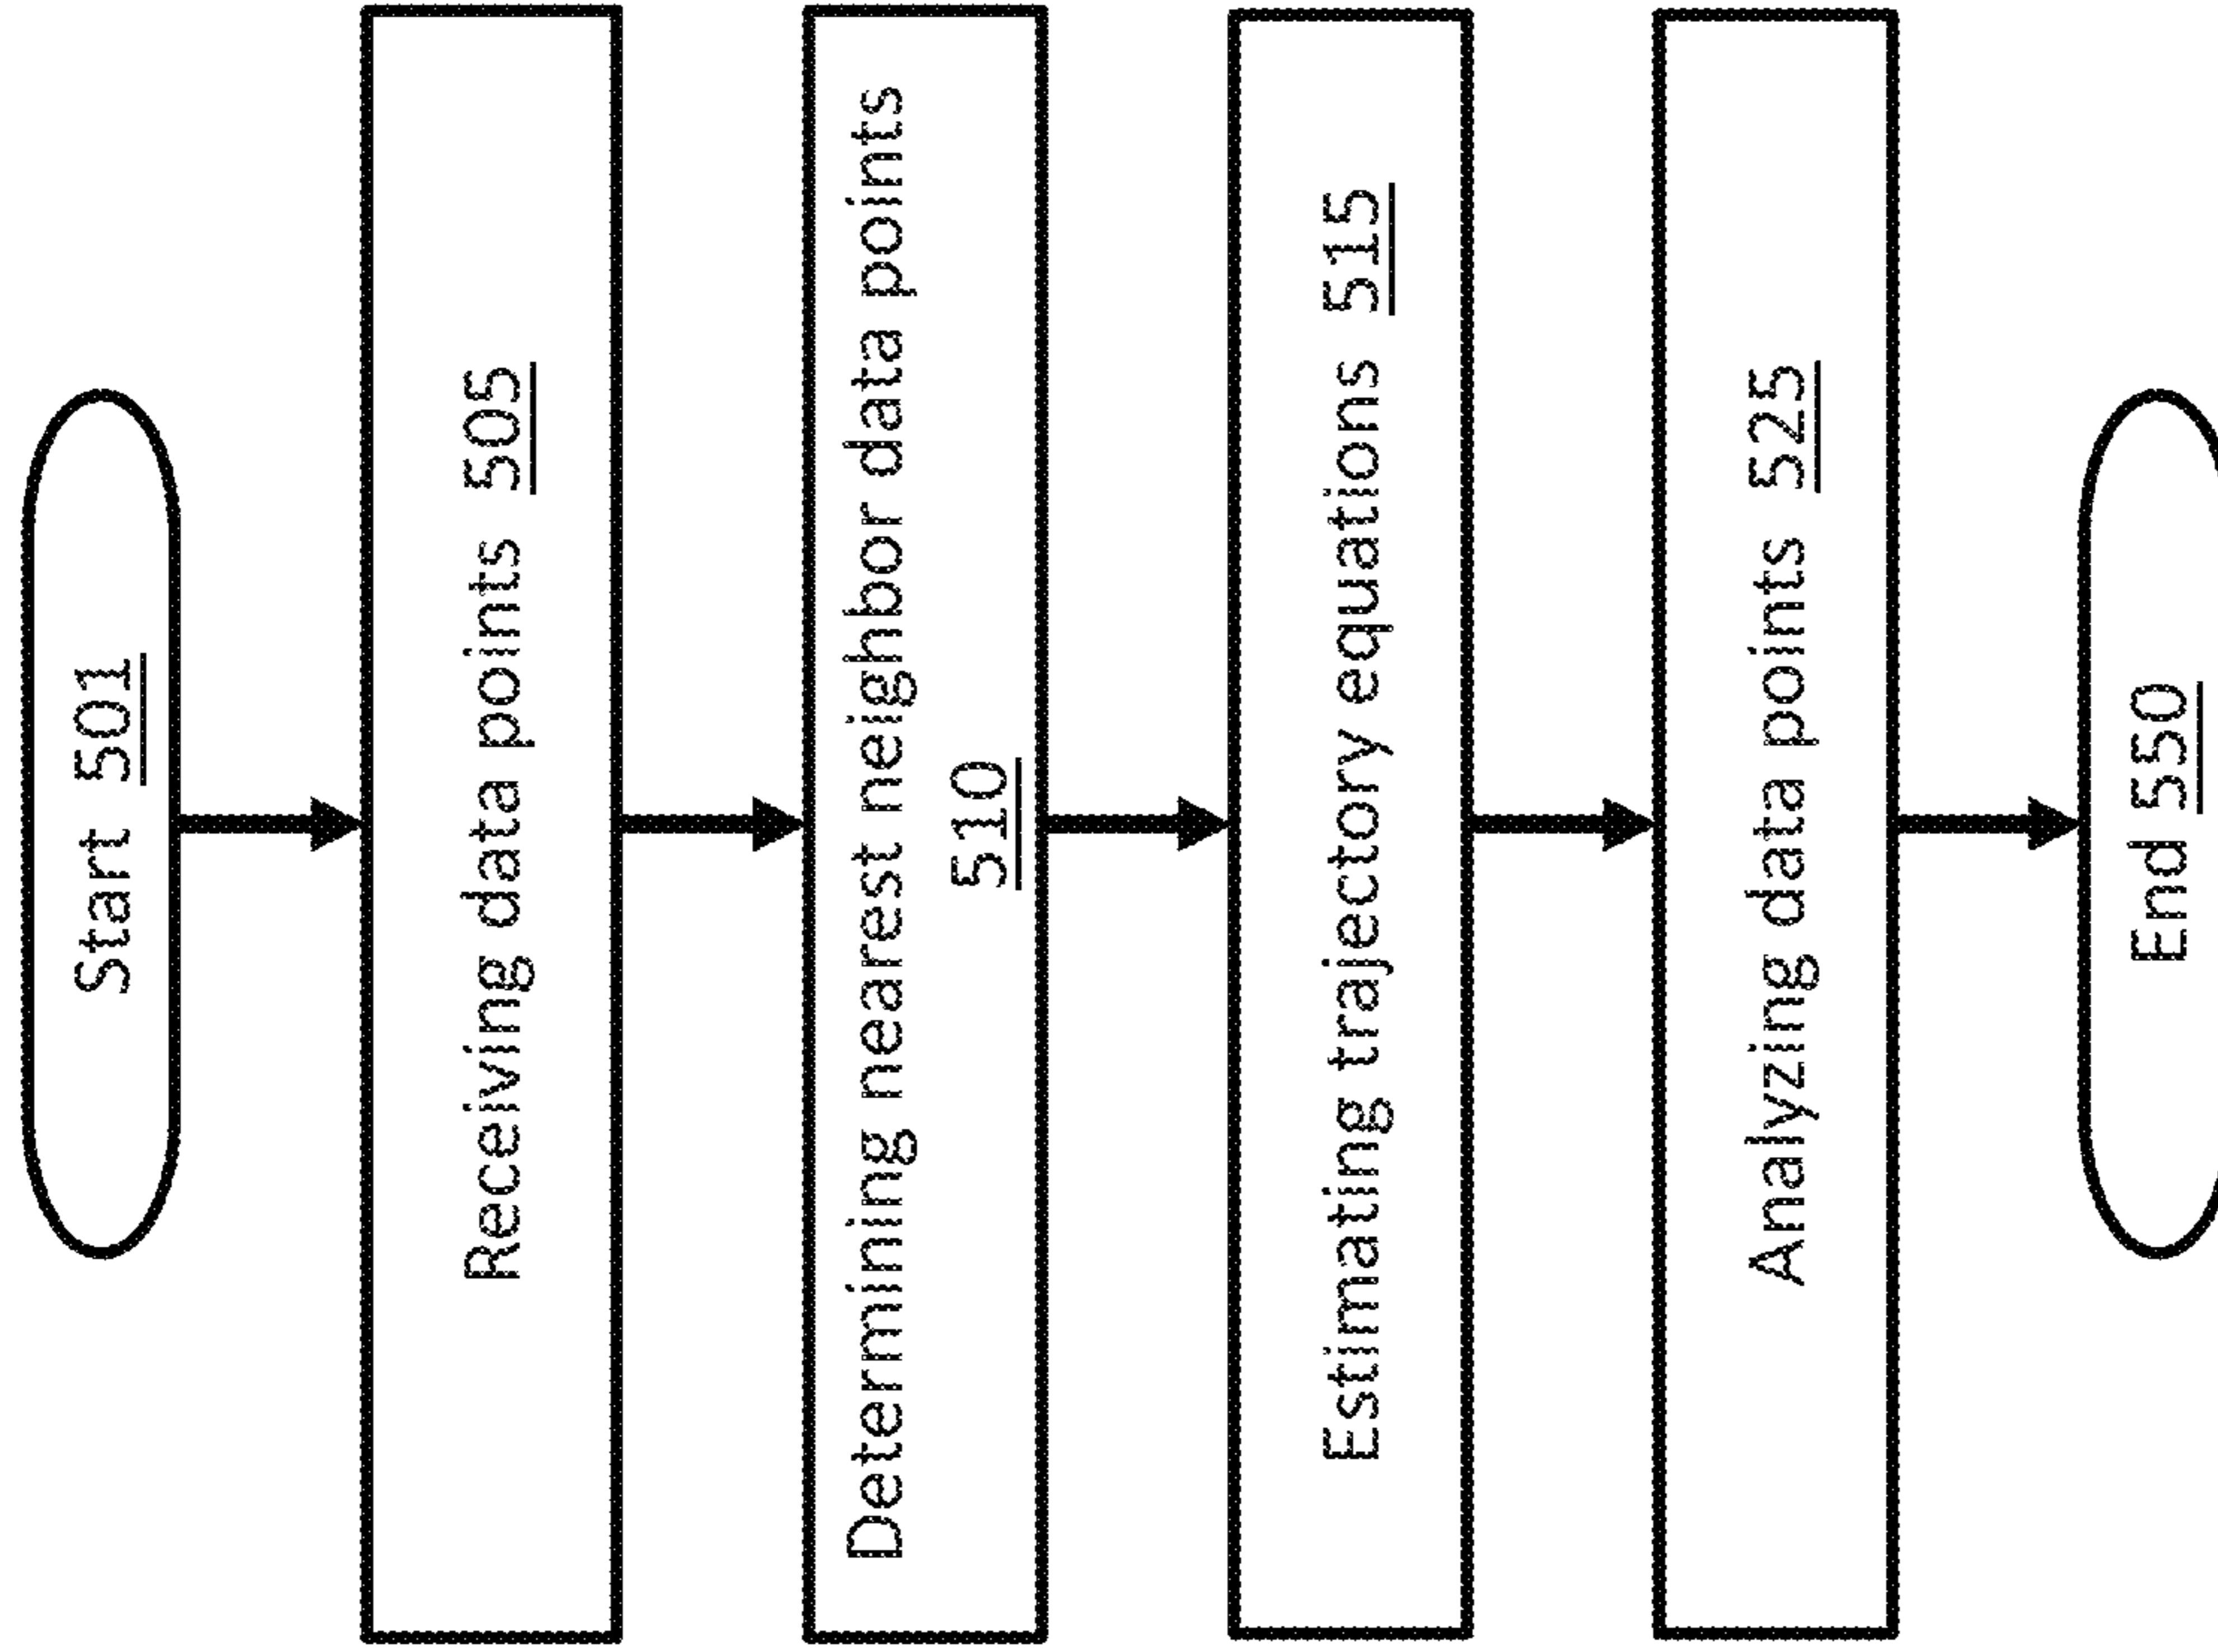 Start 501
Receiving data points 505
Determining nearest neighbor data points
510
Estimating trajectory equations 515
Analyzing data points 525
End 550